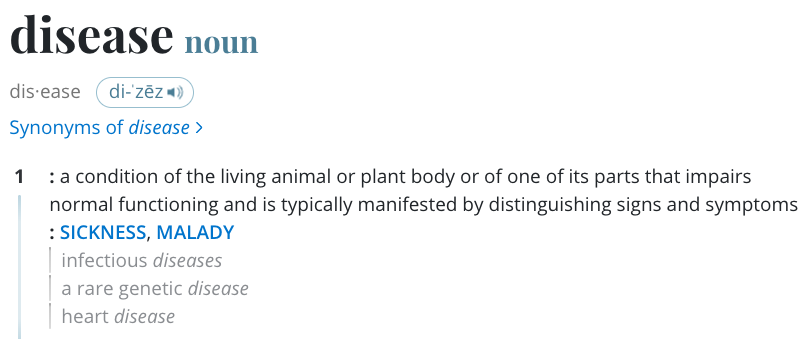 disease noun
dis·ease di-ˈzēz
Synonyms of disease
1 : a condition of the living animal or plant body or of one of its parts that impairs
normal functioning and is typically manifested by distinguishing signs and symptoms
: SICKNESS, MALADY
infectious diseases
a rare genetic disease
heart disease